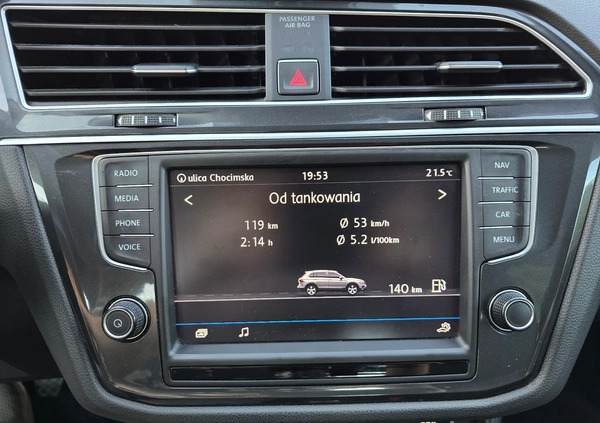 PASSENGER
AIR BAG
RADIO
MEDIA
PHONE
VOICE
NAV
TRAFFIC
CAR
MENU
ulica Chocimska 19:53 21.5°C
< Od tankowania >
119 km Ø 53 km/h
2:14 h Ø 5.2 l/100km
140 km